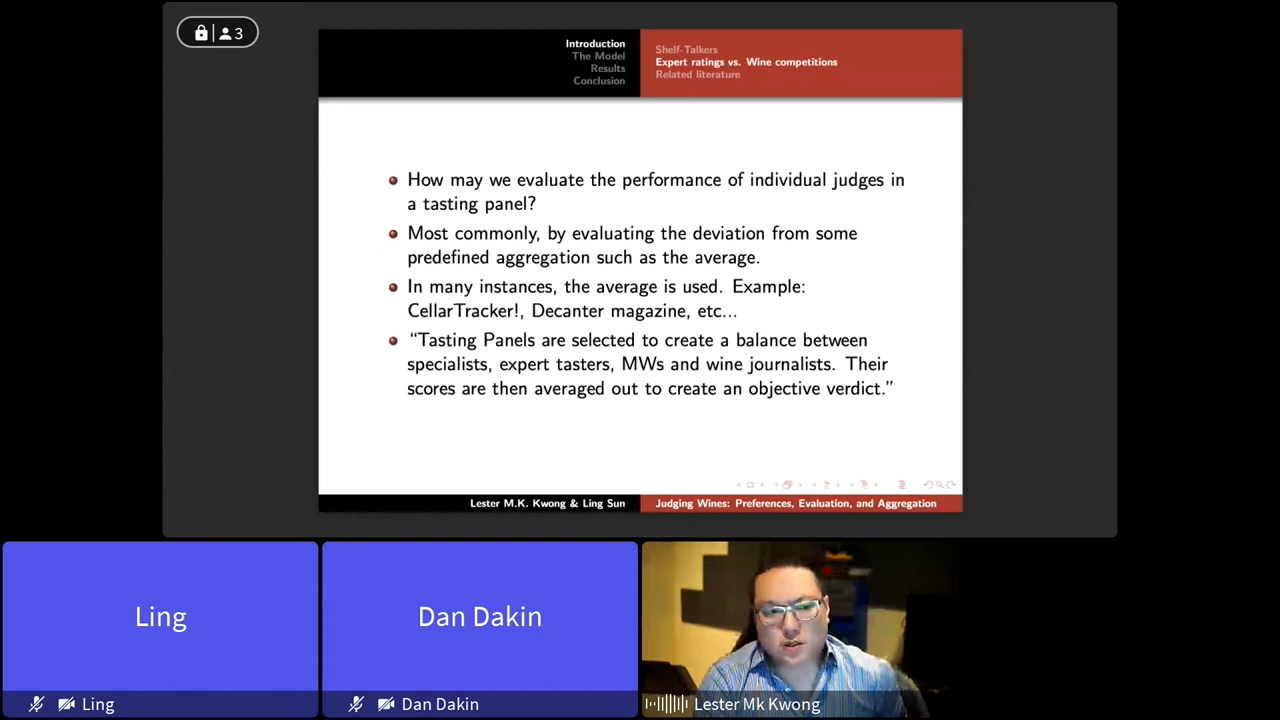 3
Introduction
The Model
Results
Conclusion
Shelf-Talkers
Expert ratings vs. Wine competitions
Related literature
How may we evaluate the performance of individual judges in
a tasting panel?
Most commonly, by evaluating the deviation from some
predefined aggregation such as the average.
In many instances, the average is used. Example:
CellarTracker!, Decanter magazine, etc...
“Tasting Panels are selected to create a balance between
specialists, expert tasters, MWs and wine journalists. Their
scores are then averaged out to create an objective verdict.”
Lester M.K. Kwong & Ling Sun
Judging Wines: Preferences, Evaluation, and Aggregation
Ling
Dan Dakin
Ling
Dan Dakin
Lester Mk Kwong